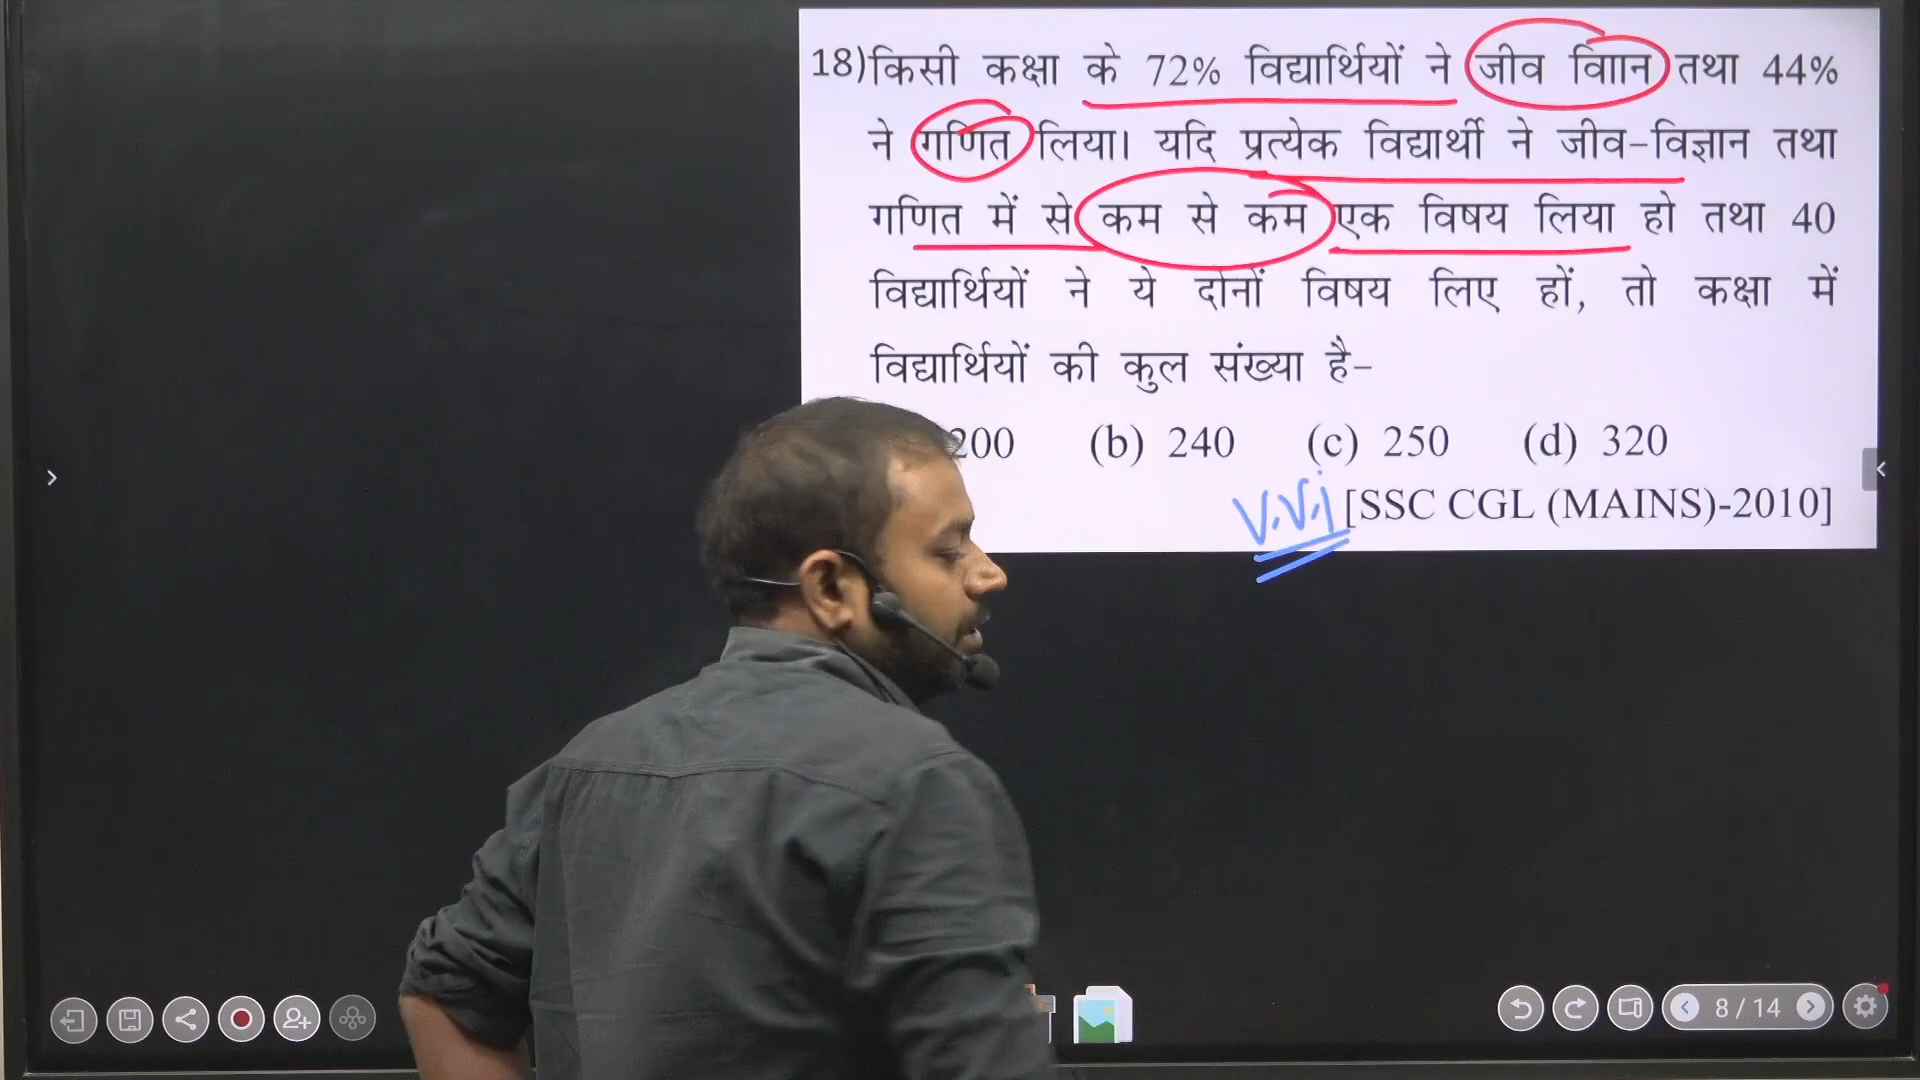 18)किसी कक्षा के 72% विद्यार्थियों ने जीव विाान तथा 44%
ने गणित लिया। यदि प्रत्येक विद्यार्थी ने जीव-विज्ञान तथा
गणित में से कम से कम एक विषय लिया हो तथा 40
विद्यार्थियों ने ये दोनों विषय लिए हों, तो कक्षा में
विद्यार्थियों की कुल संख्या है-
200 (b) 240 (c) 250 (d) 320
V.V.i [SSC CGL (MAINS)-2010]
8 / 14